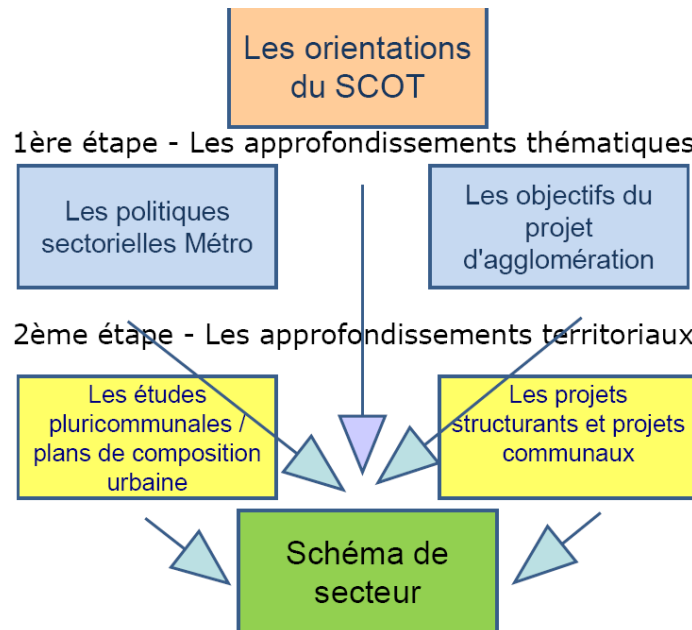 Les orientations
du SCOT
1ère étape - Les approfondissements thématiques
Les politiques
sectorielles Métro
Les objectifs du
projet
d'agglomération
2ème étape - Les approfondissements territoriaux
Les études
pluricommunales /
plans de composition
urbaine
Les projets
structurants et projets
communaux
Schéma de
secteur